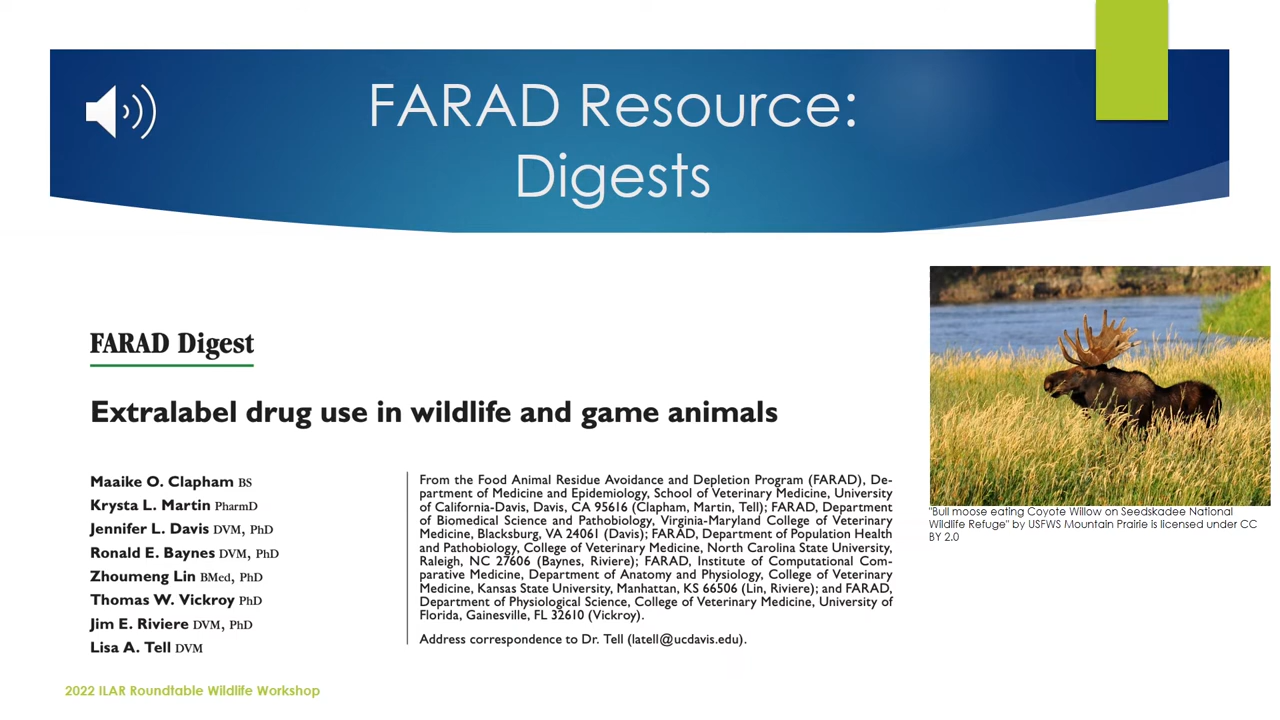 FARAD Resource:
Digests
FARAD Digest
Extralabel drug use in wildlife and game animals
Maaike O. Clapham BS
Krysta L. Martin PharmD
Jennifer L. Davis DVM, PhD
Ronald E. Baynes DVM, PhD
Zhoumeng Lin BMed, PhD
Thomas W. Vickroy PhD
Jim E. Riviere DVM, PhD
Lisa A. Tell DVM
From the Food Animal Residue Avoidance and Depletion Program (FARAD), De-
partment of Medicine and Epidemiology, School of Veterinary Medicine, University
of California-Davis, Davis, CA 95616 (Clapham, Martin, Tell); FARAD, Department
of Biomedical Science and Pathobiology, Virginia-Maryland College of Veterinary
Medicine, Blacksburg, VA 24061 (Davis); FARAD, Department of Population Health
and Pathobiology, College of Veterinary Medicine, North Carolina State University,
Raleigh, NC 27606 (Baynes, Riviere); FARAD, Institute of Computational Com-
parative Medicine, Department of Anatomy and Physiology, College of Veterinary
Medicine, Kansas State University, Manhattan, KS 66506 (Lin, Riviere); and FARAD,
Department of Physiological Science, College of Veterinary Medicine, University of
Florida, Gainesville, FL 32610 (Vickroy).
Address correspondence to Dr. Tell (latell@ucdavis.edu).
"Bull moose eating Coyote Willow on Seedskadee National
Wildlife Refuge" by USFWS Mountain Prairie is licensed under CC
BY 2.0
2022 ILAR Roundtable Wildlife Workshop